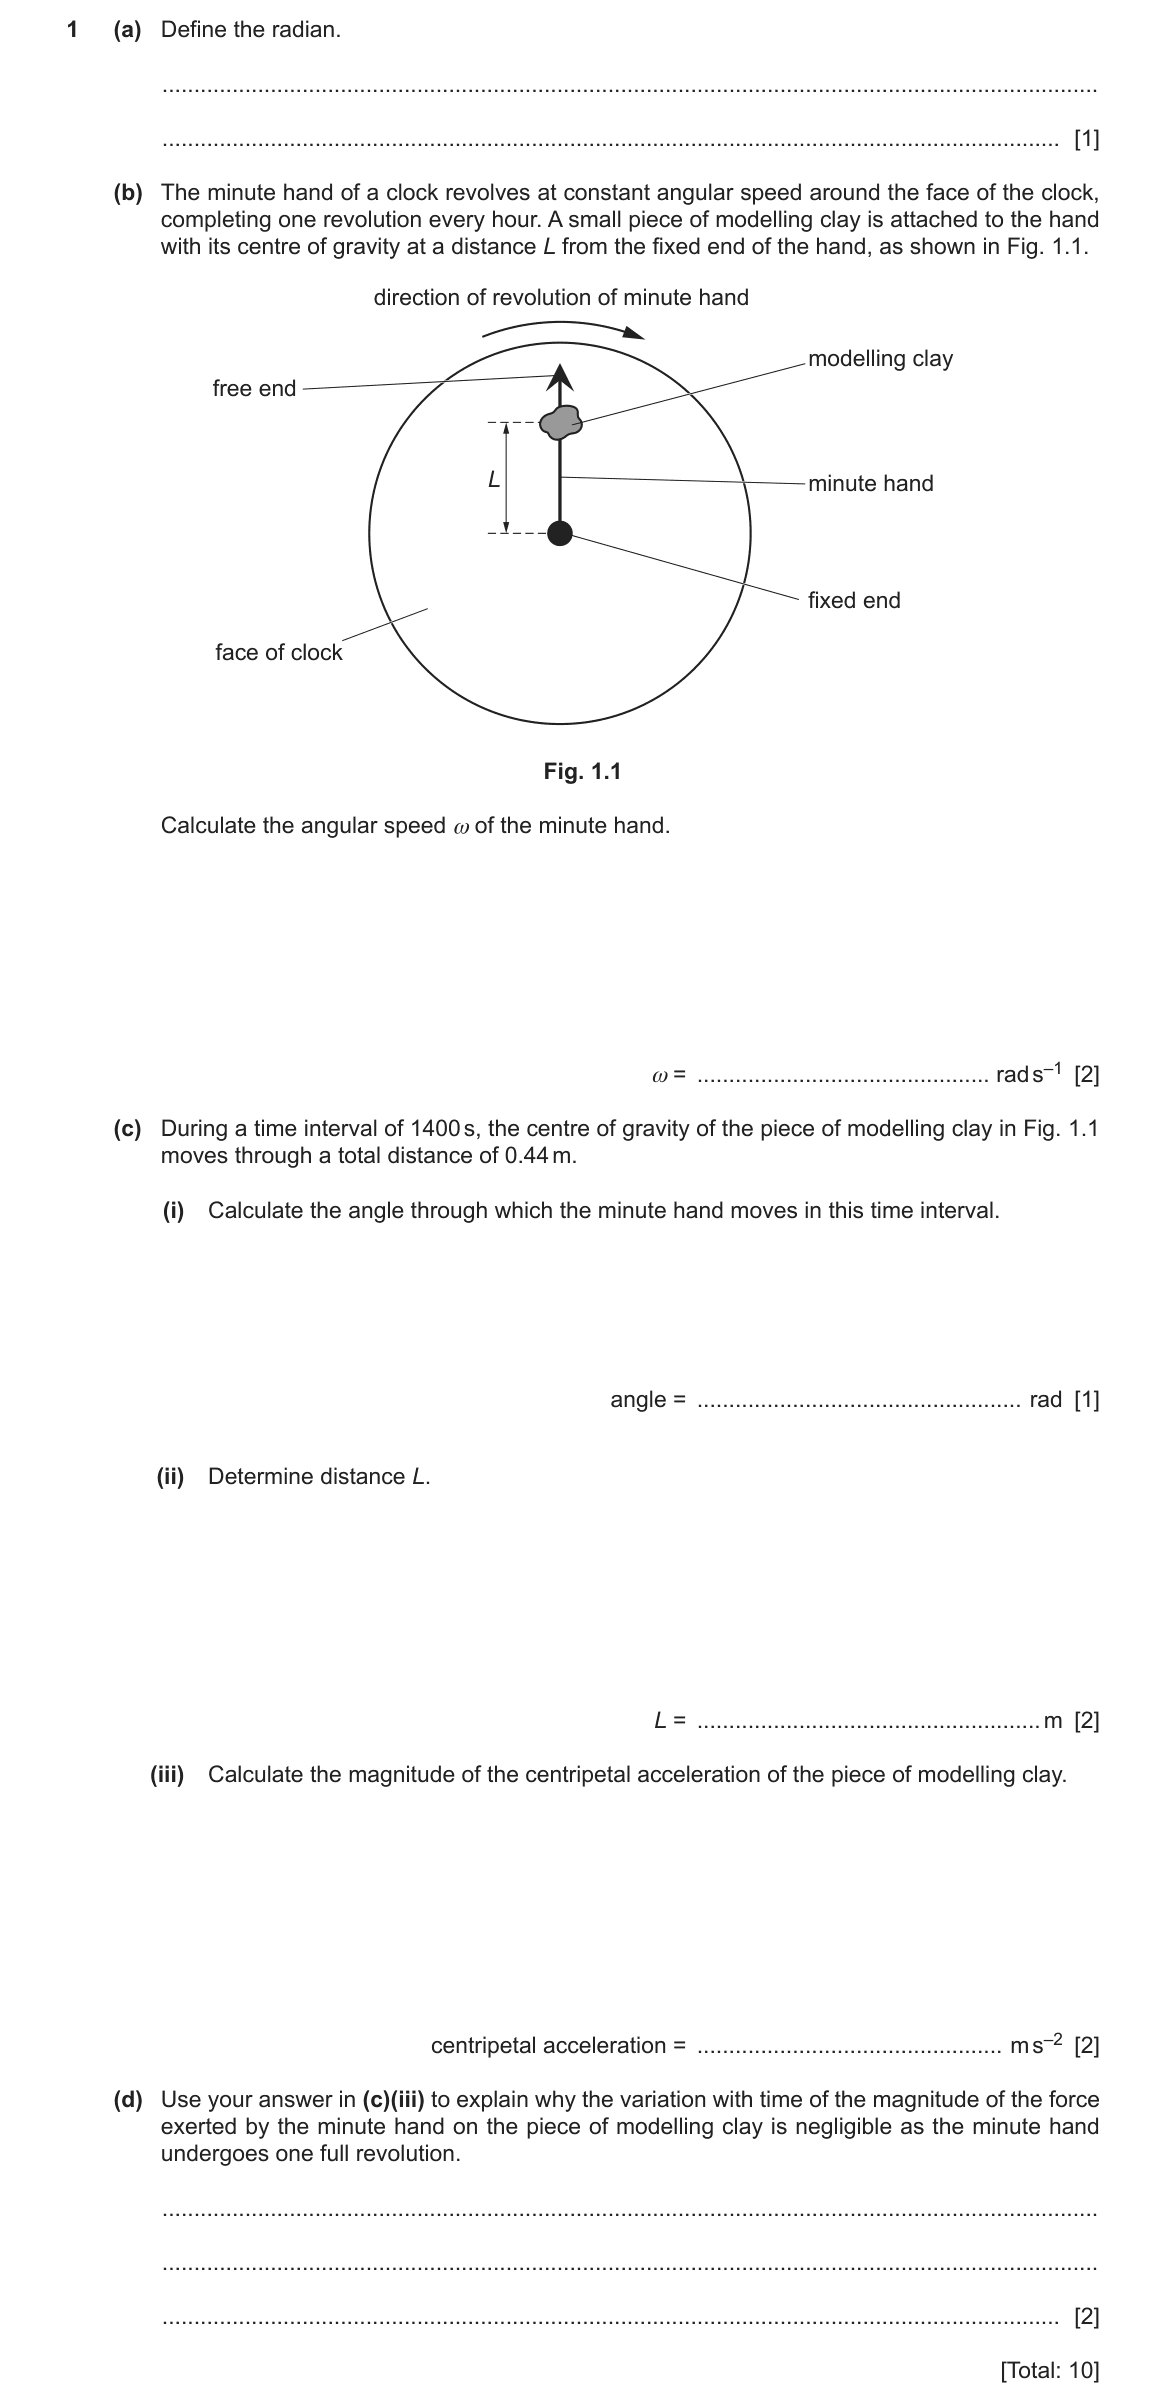 1 (a) Define the radian.
..........................................................................................................................................
.................................................................................................................................... [1]
(b) The minute hand of a clock revolves at constant angular speed around the face of the clock,
completing one revolution every hour. A small piece of modelling clay is attached to the hand
with its centre of gravity at a distance L from the fixed end of the hand, as shown in Fig. 1.1.
direction of revolution of minute hand
modelling clay
free end
L
minute hand
fixed end
face of clock
Fig. 1.1
Calculate the angular speed ω of the minute hand.
ω = .............................................. rad s⁻¹ [2]
(c) During a time interval of 1400 s, the centre of gravity of the piece of modelling clay in Fig. 1.1
moves through a total distance of 0.44 m.
(i) Calculate the angle through which the minute hand moves in this time interval.
angle = ................................................... rad [1]
(ii) Determine distance L.
L = ...................................................... m [2]
(iii) Calculate the magnitude of the centripetal acceleration of the piece of modelling clay.
centripetal acceleration = ................................................ m s⁻² [2]
(d) Use your answer in (c)(iii) to explain why the variation with time of the magnitude of the force
exerted by the minute hand on the piece of modelling clay is negligible as the minute hand
undergoes one full revolution.
..........................................................................................................................................
..........................................................................................................................................
.................................................................................................................................... [2]
[Total: 10]